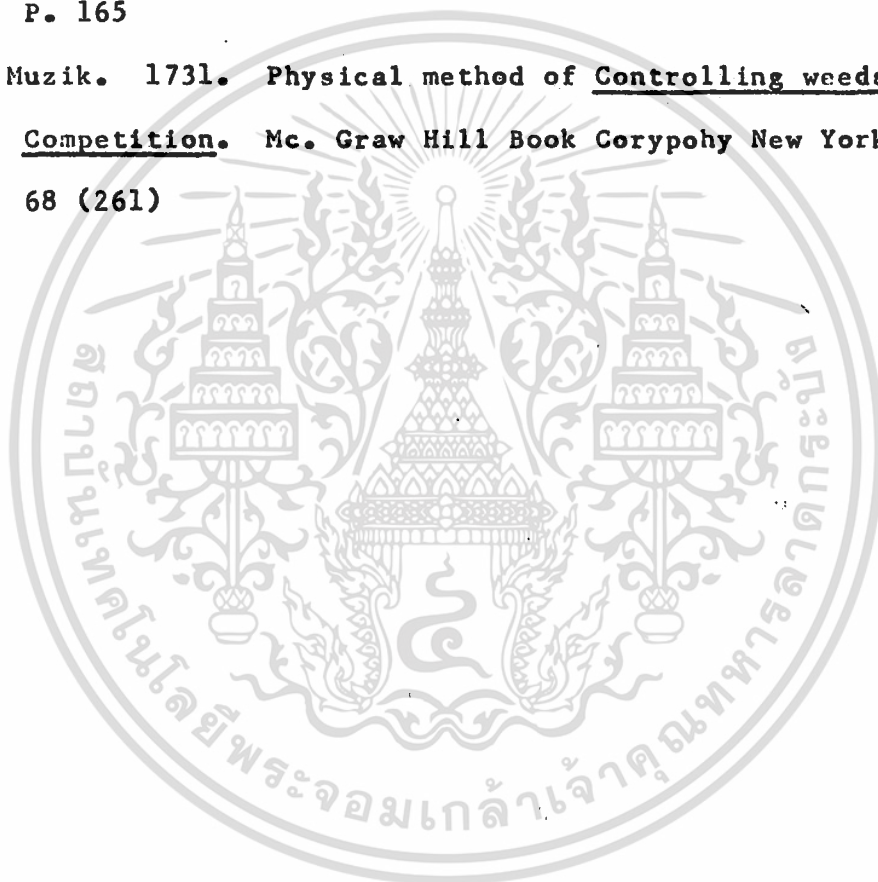 P. 165
Muzik. 1731. Physical method of Controlling weeds
Competition. Mc. Graw Hill Book Corypohy New York
68 (261)
สถาบันเทคโนโลยีพระจอมเกล้าเจ้าคุณทหารลาดกระบัง